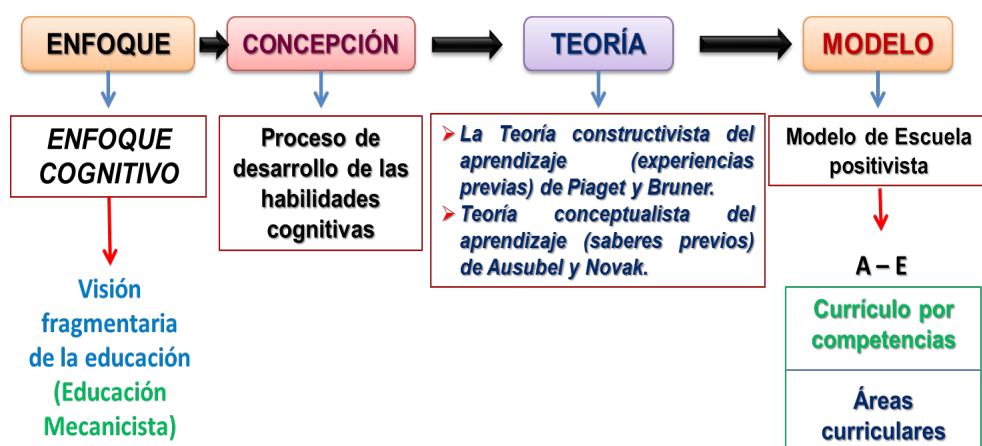 ENFOQUE
CONCEPCIÓN
TEORÍA
MODELO
ENFOQUE
COGNITIVO
Proceso de
desarrollo de las
habilidades
cognitivas
La Teoría constructivista del
aprendizaje (experiencias
previas) de Piaget y Bruner.
Teoría conceptualista del
aprendizaje (saberes previos)
de Ausubel y Novak.
Modelo de Escuela
positivista
Visión
fragmentaria
de la educación
(Educación
Mecanicista)
A – E
Currículo por
competencias
Áreas
curriculares